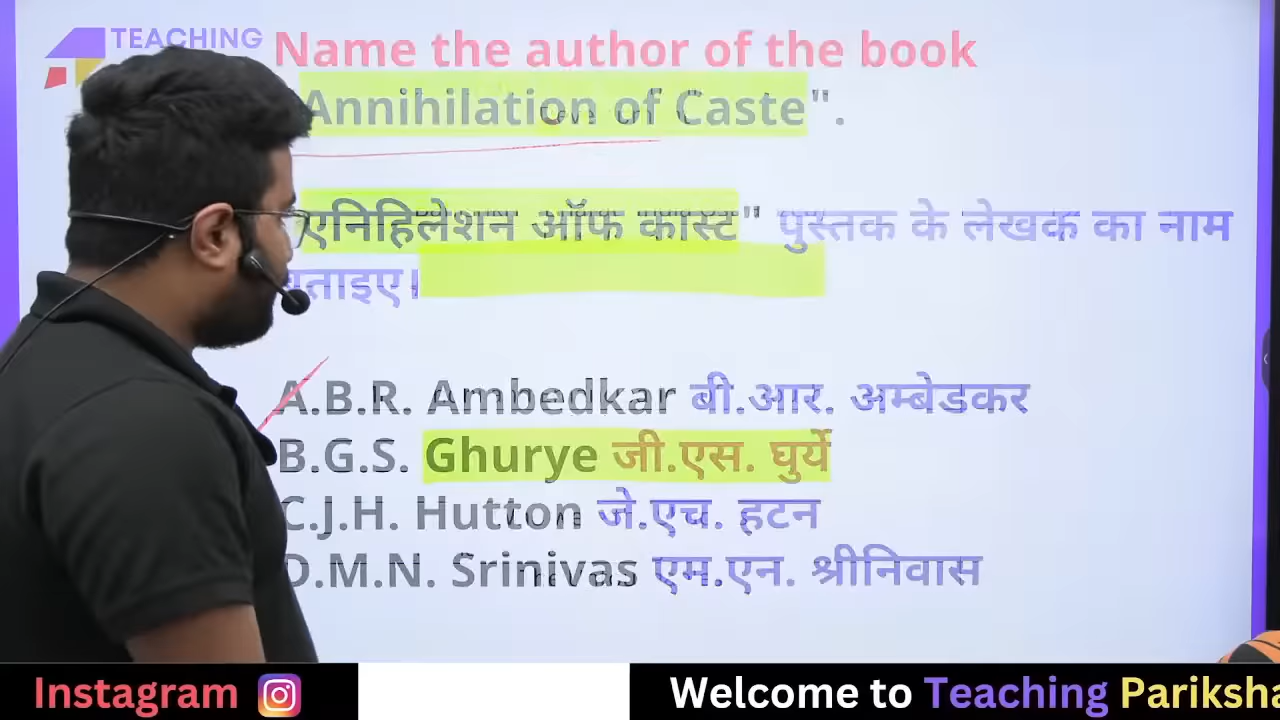 TEACHING
Name the author of the book
Annihilation of Caste".
एनिहिलेशन ऑफ कास्ट" पुस्तक के लेखक का नाम
बताइए।
A.B.R. Ambedkar बी.आर. अम्बेडकर
B.G.S. Ghurye जी.एस. घुर्ये
C.J.H. Hutton जे.एच. हटन
D.M.N. Srinivas एम.एन. श्रीनिवास
Instagram
Welcome to Teaching Pariksha